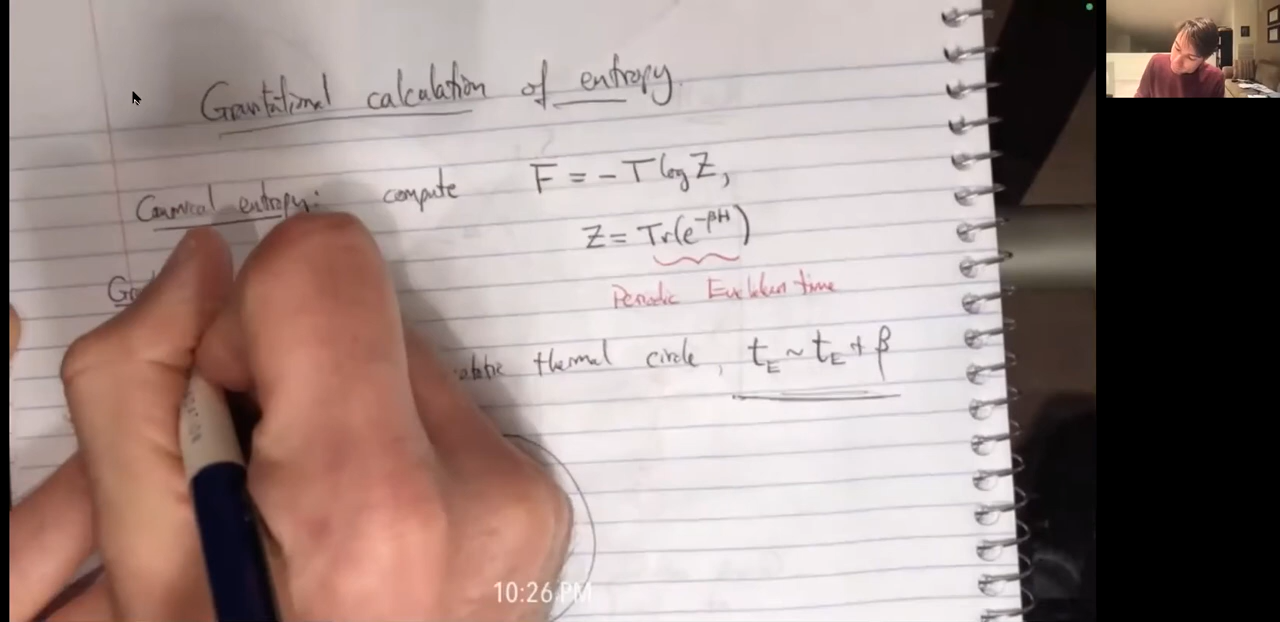 Gravitational calculation of entropy
Canonical entropy: compute F = -T log Z,
Z = Tr(e^{-βH})
Periodic Euclidean time
thermal circle, t_E ~ t_E + β
10:26 PM